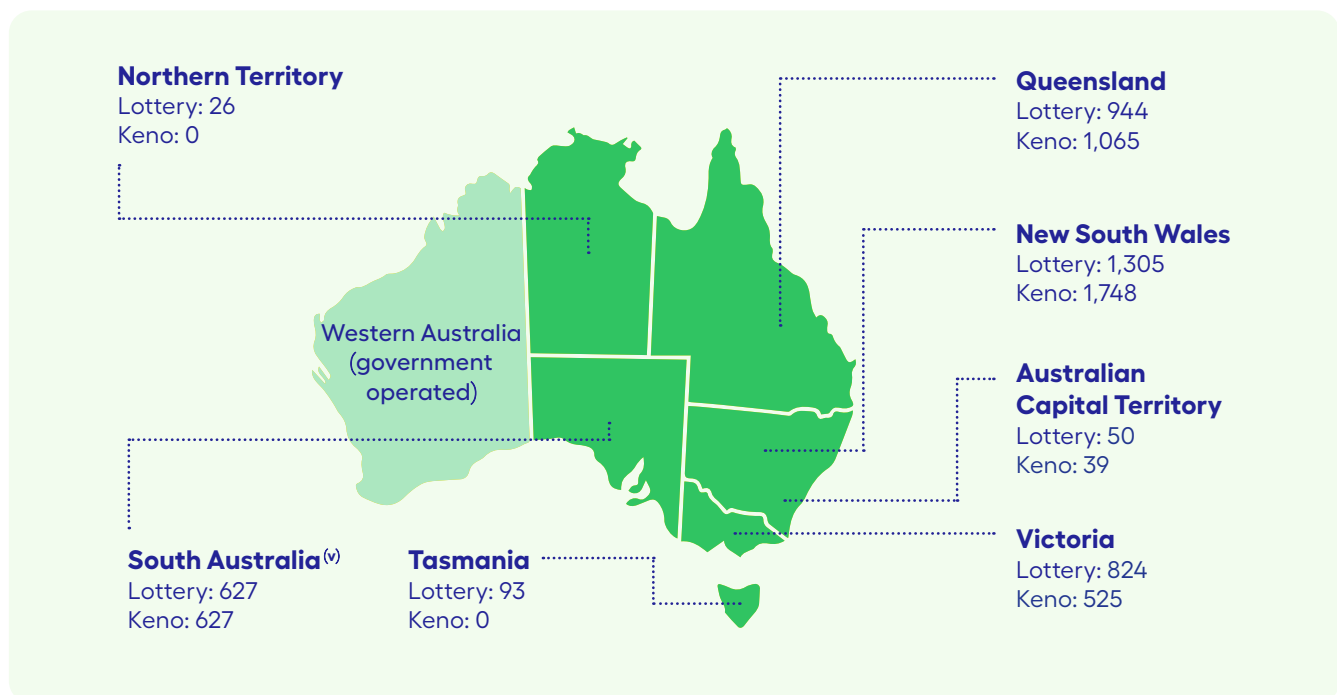 Northern Territory
Lottery: 26
Keno: 0
Queensland
Lottery: 944
Keno: 1,065
New South Wales
Lottery: 1,305
Keno: 1,748
Western Australia
(government
operated)
Australian
Capital Territory
Lottery: 50
Keno: 39
South Australia(v)
Lottery: 627
Keno: 627
Tasmania
Lottery: 93
Keno: 0
Victoria
Lottery: 824
Keno: 525